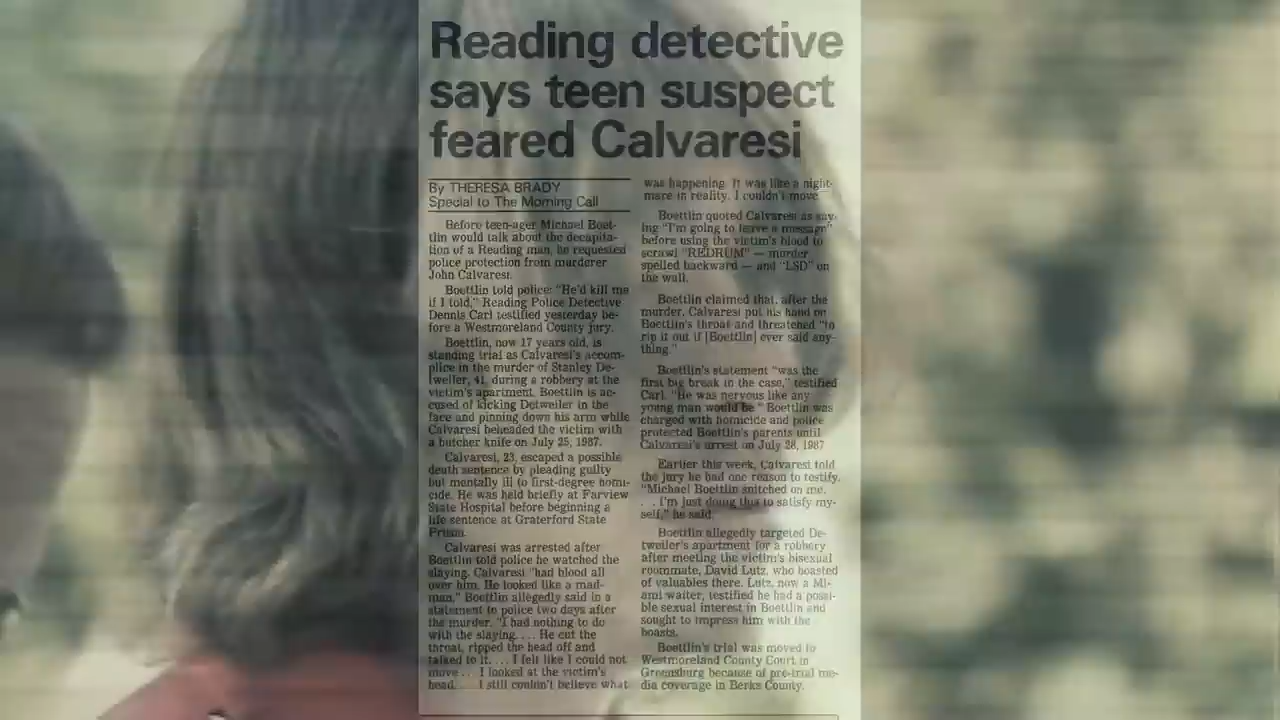 Reading detective
says teen suspect
feared Calvaresi
By THERESA BRADY
Special to The Morning Call
Before teen-ager Michael Boet-
tlin would talk about the decapita-
tion of a Reading man, he requested
police protection from murderer
John Calvaresi.
Boettlin told police: "He'd kill me
if I told," Reading Police Detective
Dennis Carl testified yesterday be-
fore a Westmoreland County jury.
Boettlin, now 17 years old, is
standing trial as Calvaresi's accom-
plice in the murder of Stanley De-
tweiler, 41, during a robbery at the
victim's apartment. Boettlin is ac-
cused of kicking Detweiler in the
face and pinning down his arm while
Calvaresi beheaded the victim with
a butcher knife on July 25, 1987.
Calvaresi, 23, escaped a possible
death sentence by pleading guilty
but mentally ill to first-degree homi-
cide. He was held briefly at Farview
State Hospital before beginning a
life sentence at Graterford State
Prison.
Calvaresi was arrested after
Boettlin told police he watched the
slaying. Calvaresi "had blood all
over him. He looked like a mad-
man," Boettlin allegedly said in a
statement to police two days after
the murder. "I had nothing to do
with the slaying. . . . He cut the
throat, ripped the head off and
talked to it. . . . I felt like I could not
move . . . I looked at the victim's
head. . . . I still couldn't believe what
was happening. It was like a night-
mare in reality. I couldn't move
Boettlin quoted Calvaresi as say-
ing "I'm going to leave a message"
before using the victim's blood to
scrawl "REDRUM" — murder
spelled backward — and "LSD" on
the wall.
Boettlin claimed that, after the
murder, Calvaresi put his hand on
Boettlin's throat and threatened "to
rip it out if [Boettlin] ever said any-
thing."
Boettlin's statement "was the
first big break in the case," testified
Carl. "He was nervous like any
young man would be." Boettlin was
charged with homicide and police
protected Boettlin's parents until
Calvaresi's arrest on July 28, 1987
Earlier this week, Calvaresi told
the jury he had one reason to testify.
"Michael Boettlin snitched on me.
. . . I'm just doing this to satisfy my-
self," he said.
Boettlin allegedly targeted De-
tweiler's apartment for a robbery
after meeting the victim's bisexual
roommate, David Lutz, who boasted
of valuables there. Lutz, now a Mi-
ami waiter, testified he had a possi-
ble sexual interest in Boettlin and
sought to impress him with the
boasts.
Boettlin's trial was moved to
Westmoreland County Court in
Greensburg because of pre-trial me-
dia coverage in Berks County.